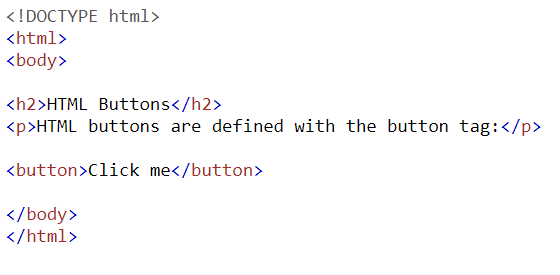 <!DOCTYPE html>
<html>
<body>

<h2>HTML Buttons</h2>
<p>HTML buttons are defined with the button tag:</p>

<button>Click me</button>

</body>
</html>